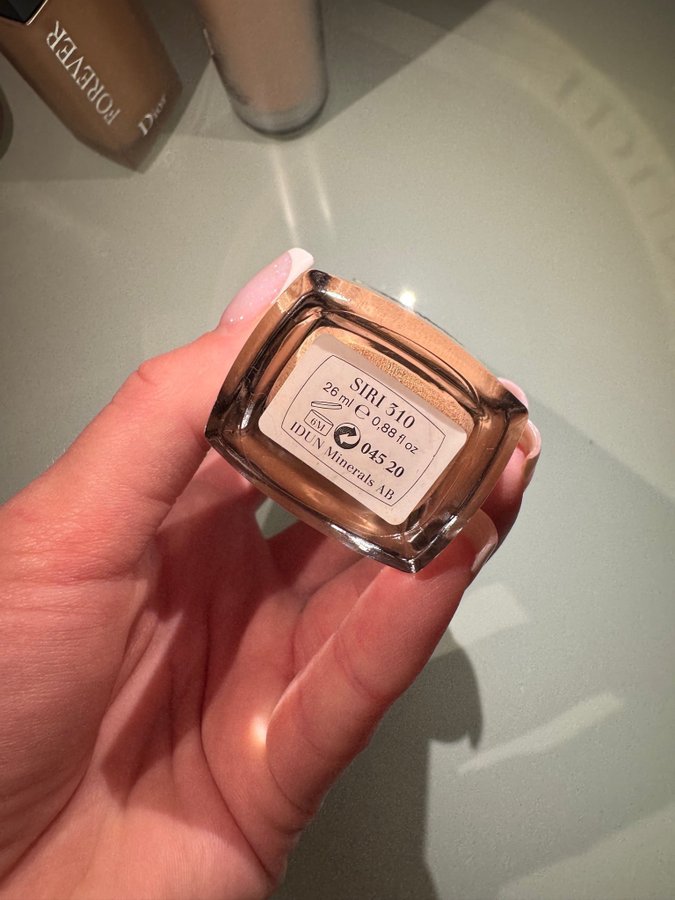 FOREVER
Dior
SIRI 310
26 ml ℮ 0,88 fl oz
6M
045 20
IDUN Minerals AB